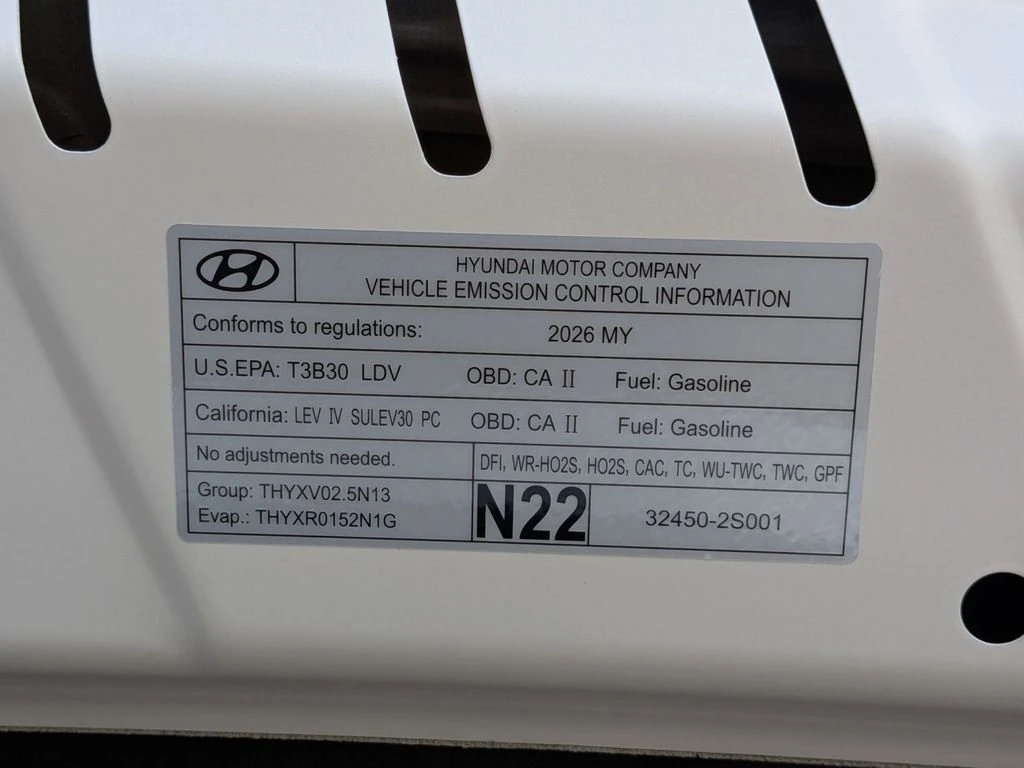 HYUNDAI MOTOR COMPANY
VEHICLE EMISSION CONTROL INFORMATION
Conforms to regulations: 2026 MY
U.S.EPA: T3B30 LDV OBD: CA II Fuel: Gasoline
California: LEV IV SULEV30 PC OBD: CA II Fuel: Gasoline
No adjustments needed.
DFI, WR-HO2S, HO2S, CAC, TC, WU-TWC, TWC, GPF
Group: THYXV02.5N13
Evap.: THYXR0152N1G
N22
32450-2S001